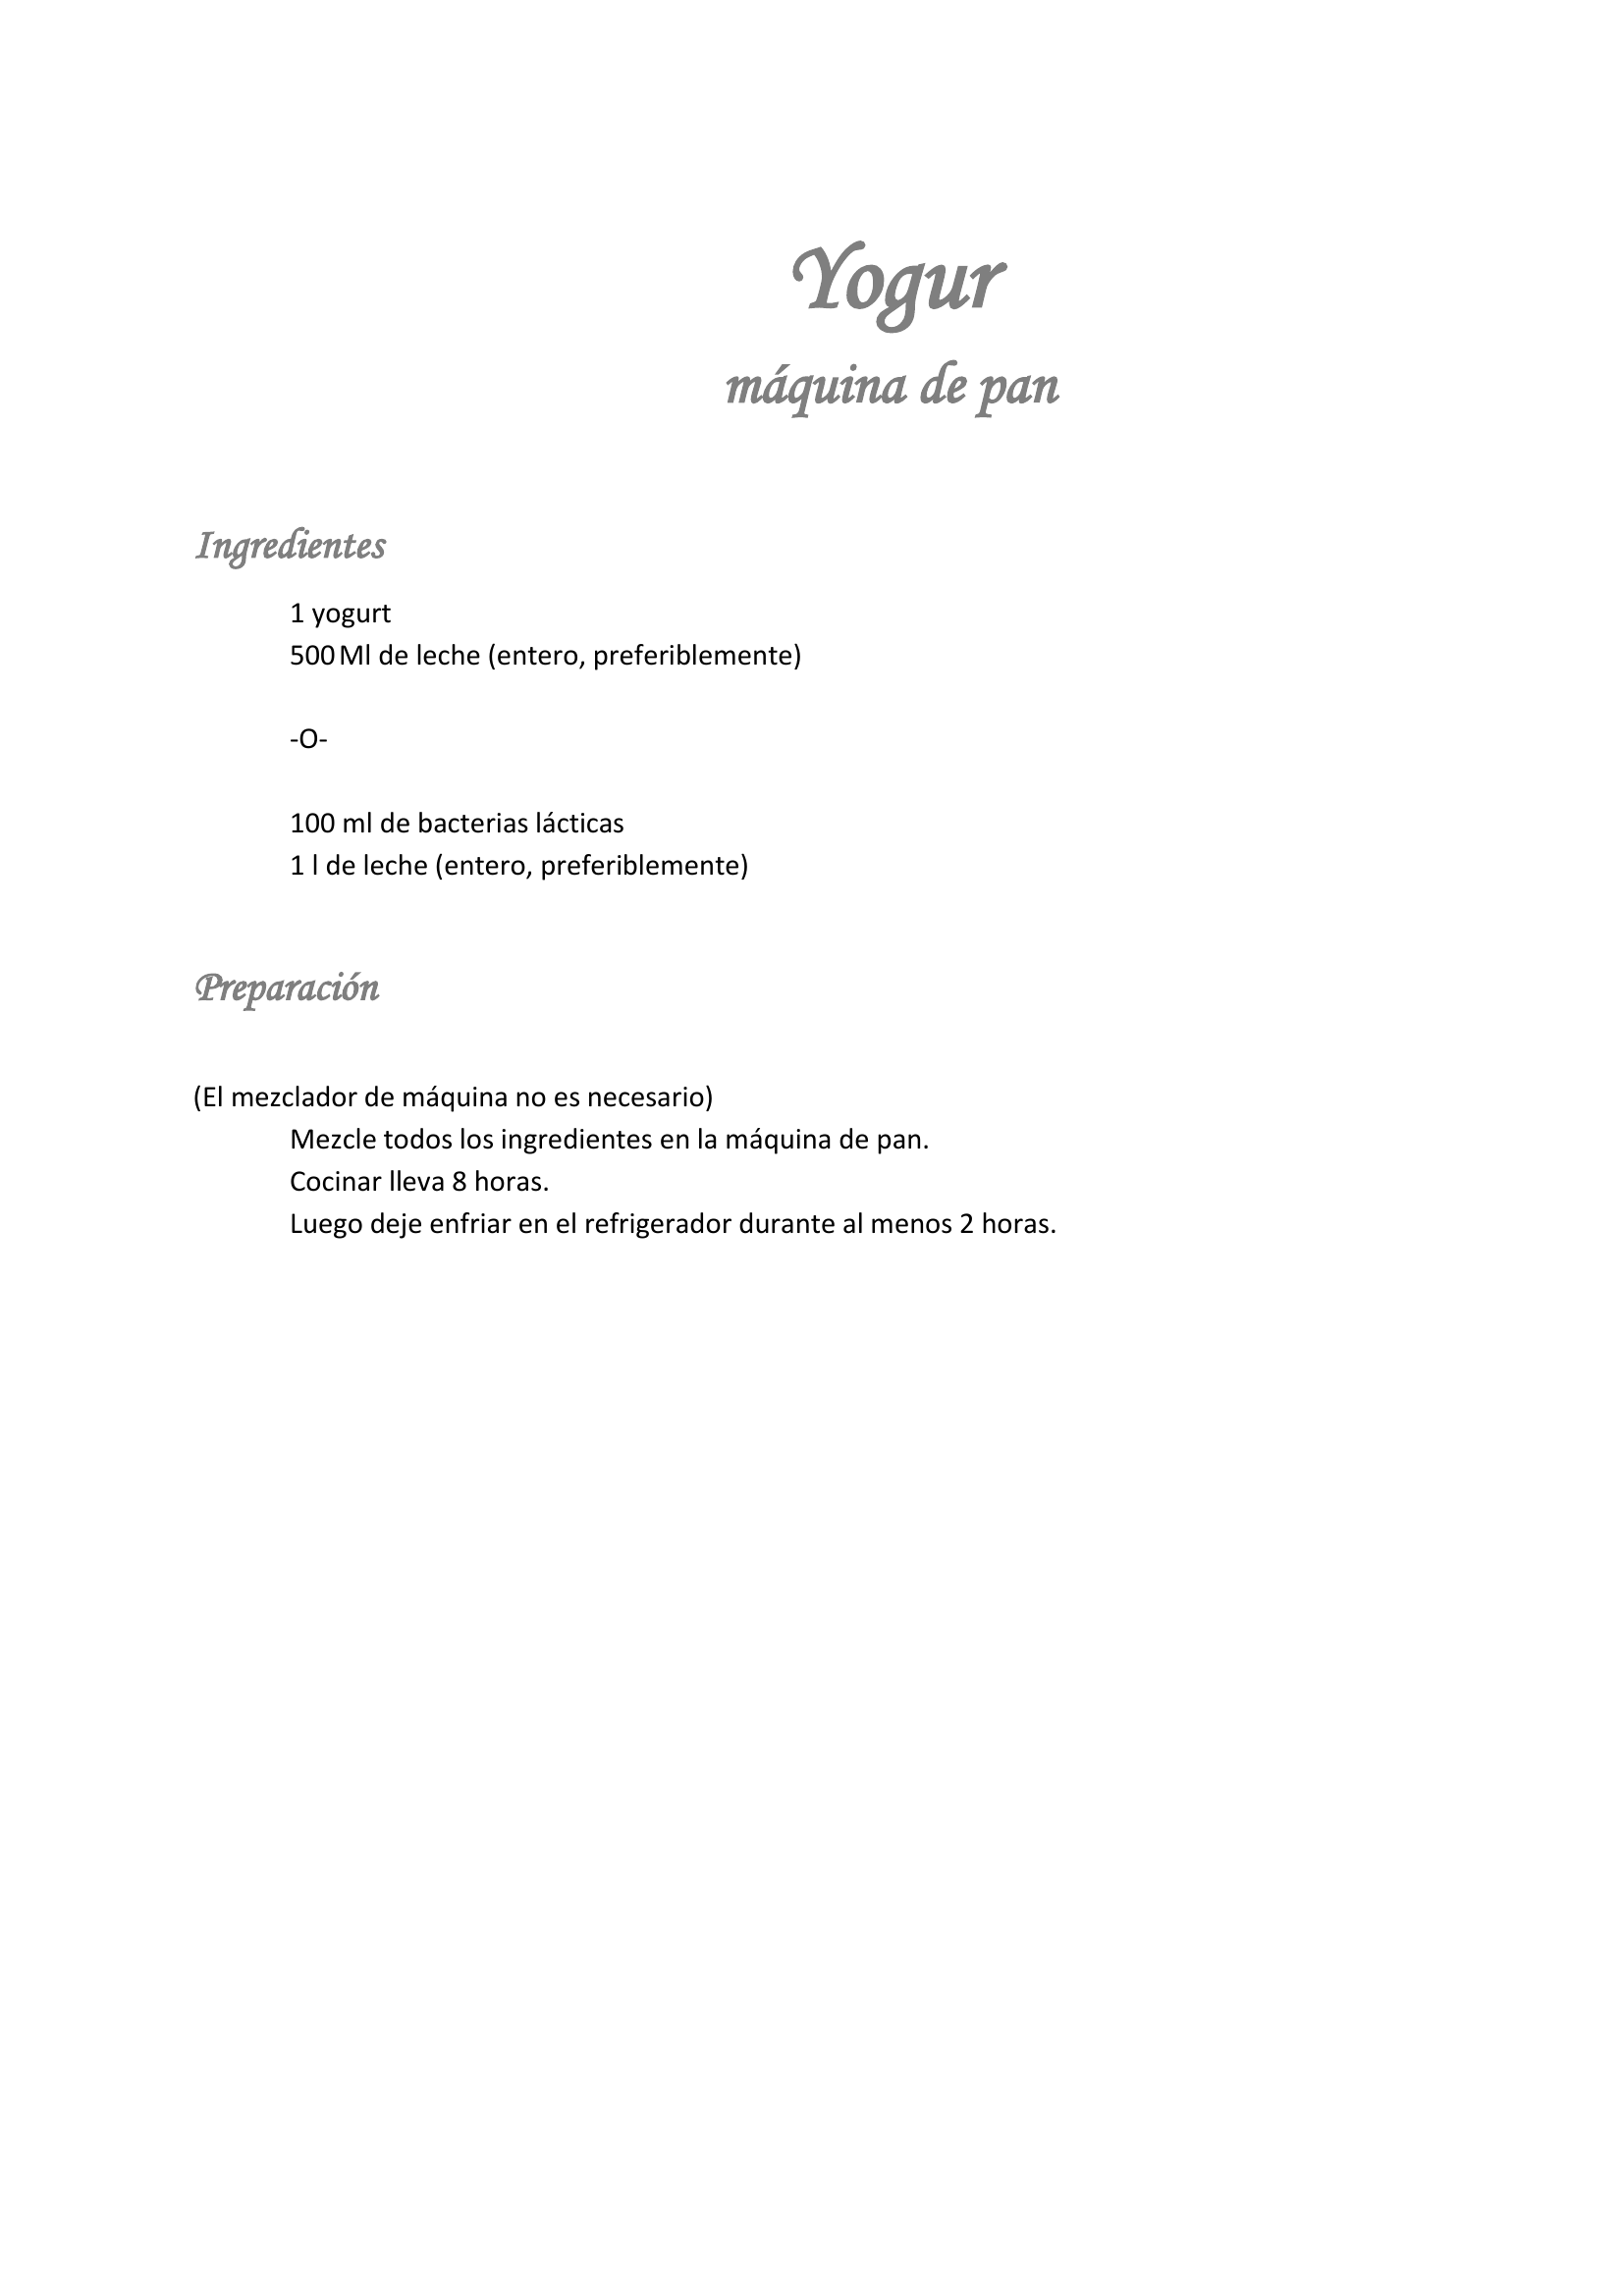 Yogur
máquina de pan
Ingredientes
1 yogurt
500 Ml de leche (entero, preferiblemente)
-O-
100 ml de bacterias lácticas
1 l de leche (entero, preferiblemente)
Preparación
(El mezclador de máquina no es necesario)
Mezcle todos los ingredientes en la máquina de pan.
Cocinar lleva 8 horas.
Luego deje enfriar en el refrigerador durante al menos 2 horas.